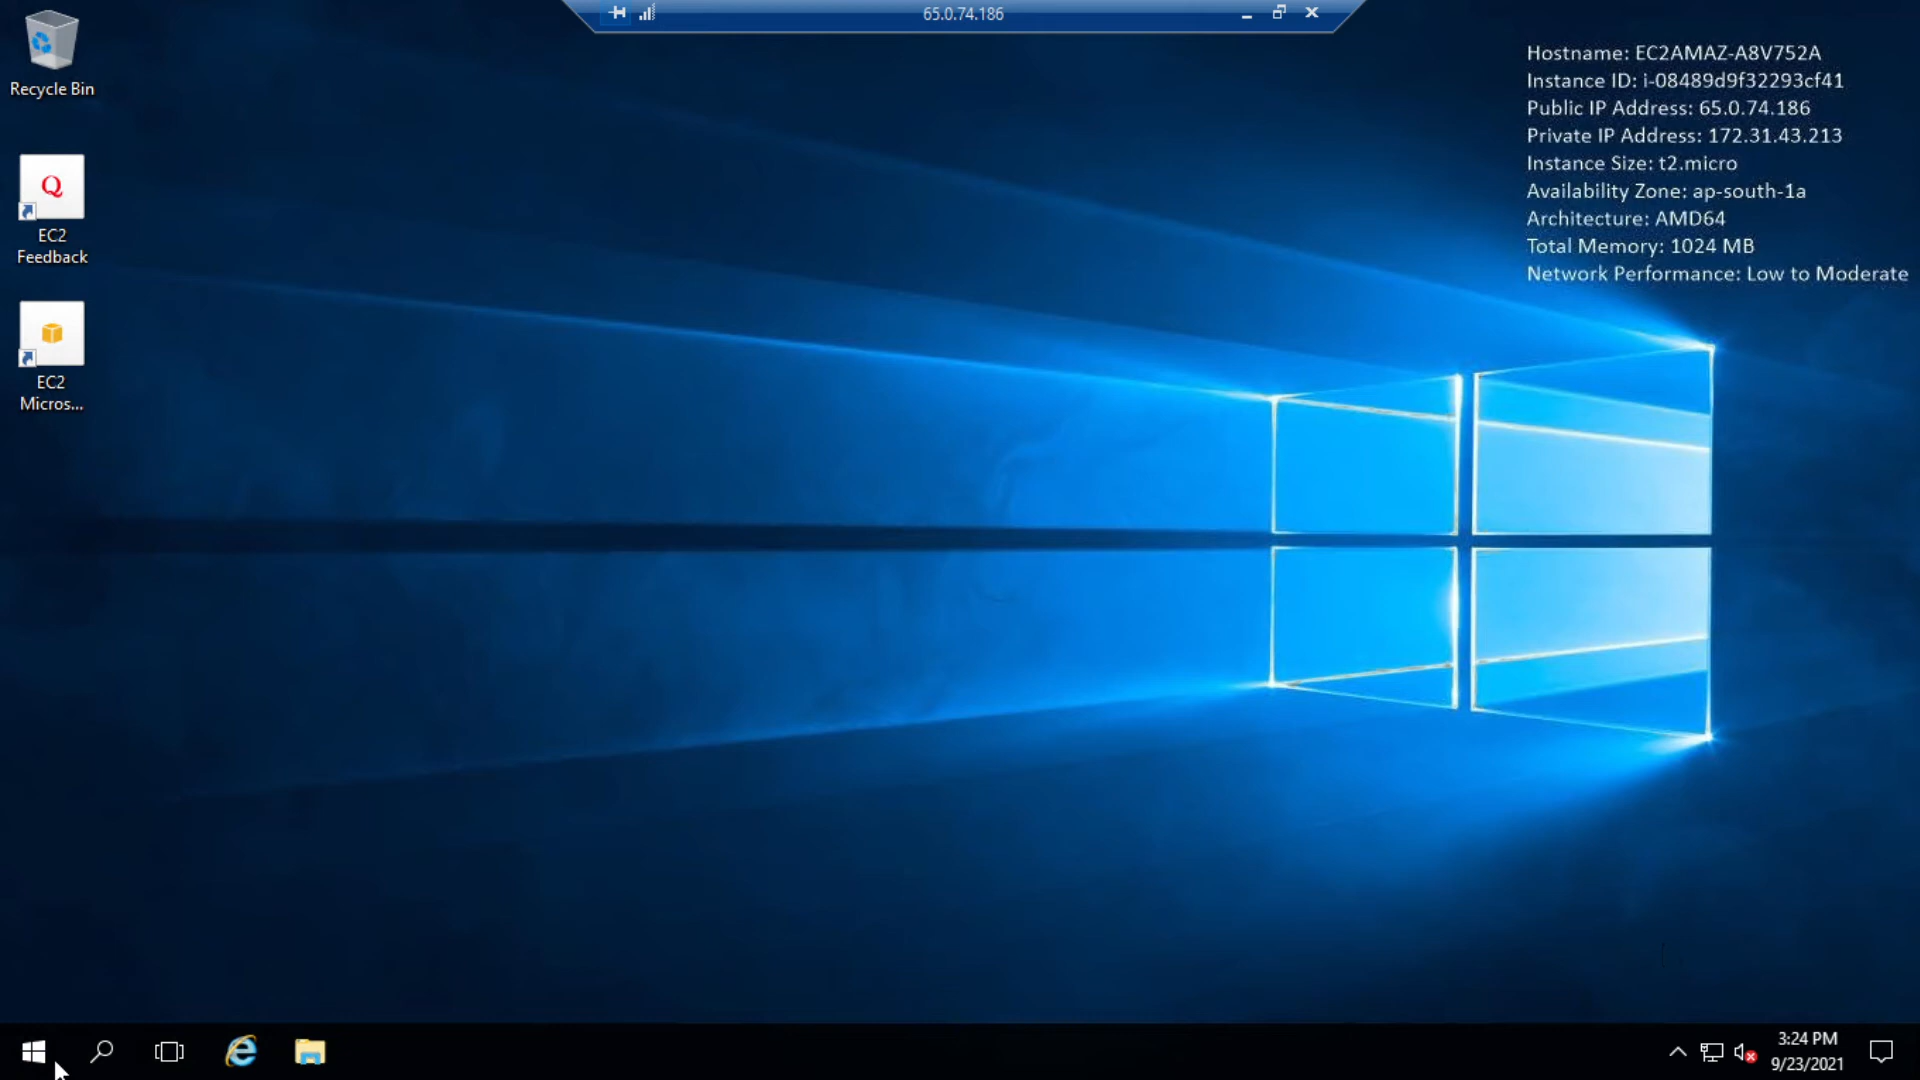 65.0.74.186
Recycle Bin
Hostname: EC2AMAZ-A8V752A
Instance ID: i-08489d9f32293cf41
Public IP Address: 65.0.74.186
Private IP Address: 172.31.43.213
Instance Size: t2.micro
Availability Zone: ap-south-1a
Architecture: AMD64
Total Memory: 1024 MB
Network Performance: Low to Moderate
Q
EC2
Feedback
EC2
Micros...
3:24 PM
9/23/2021